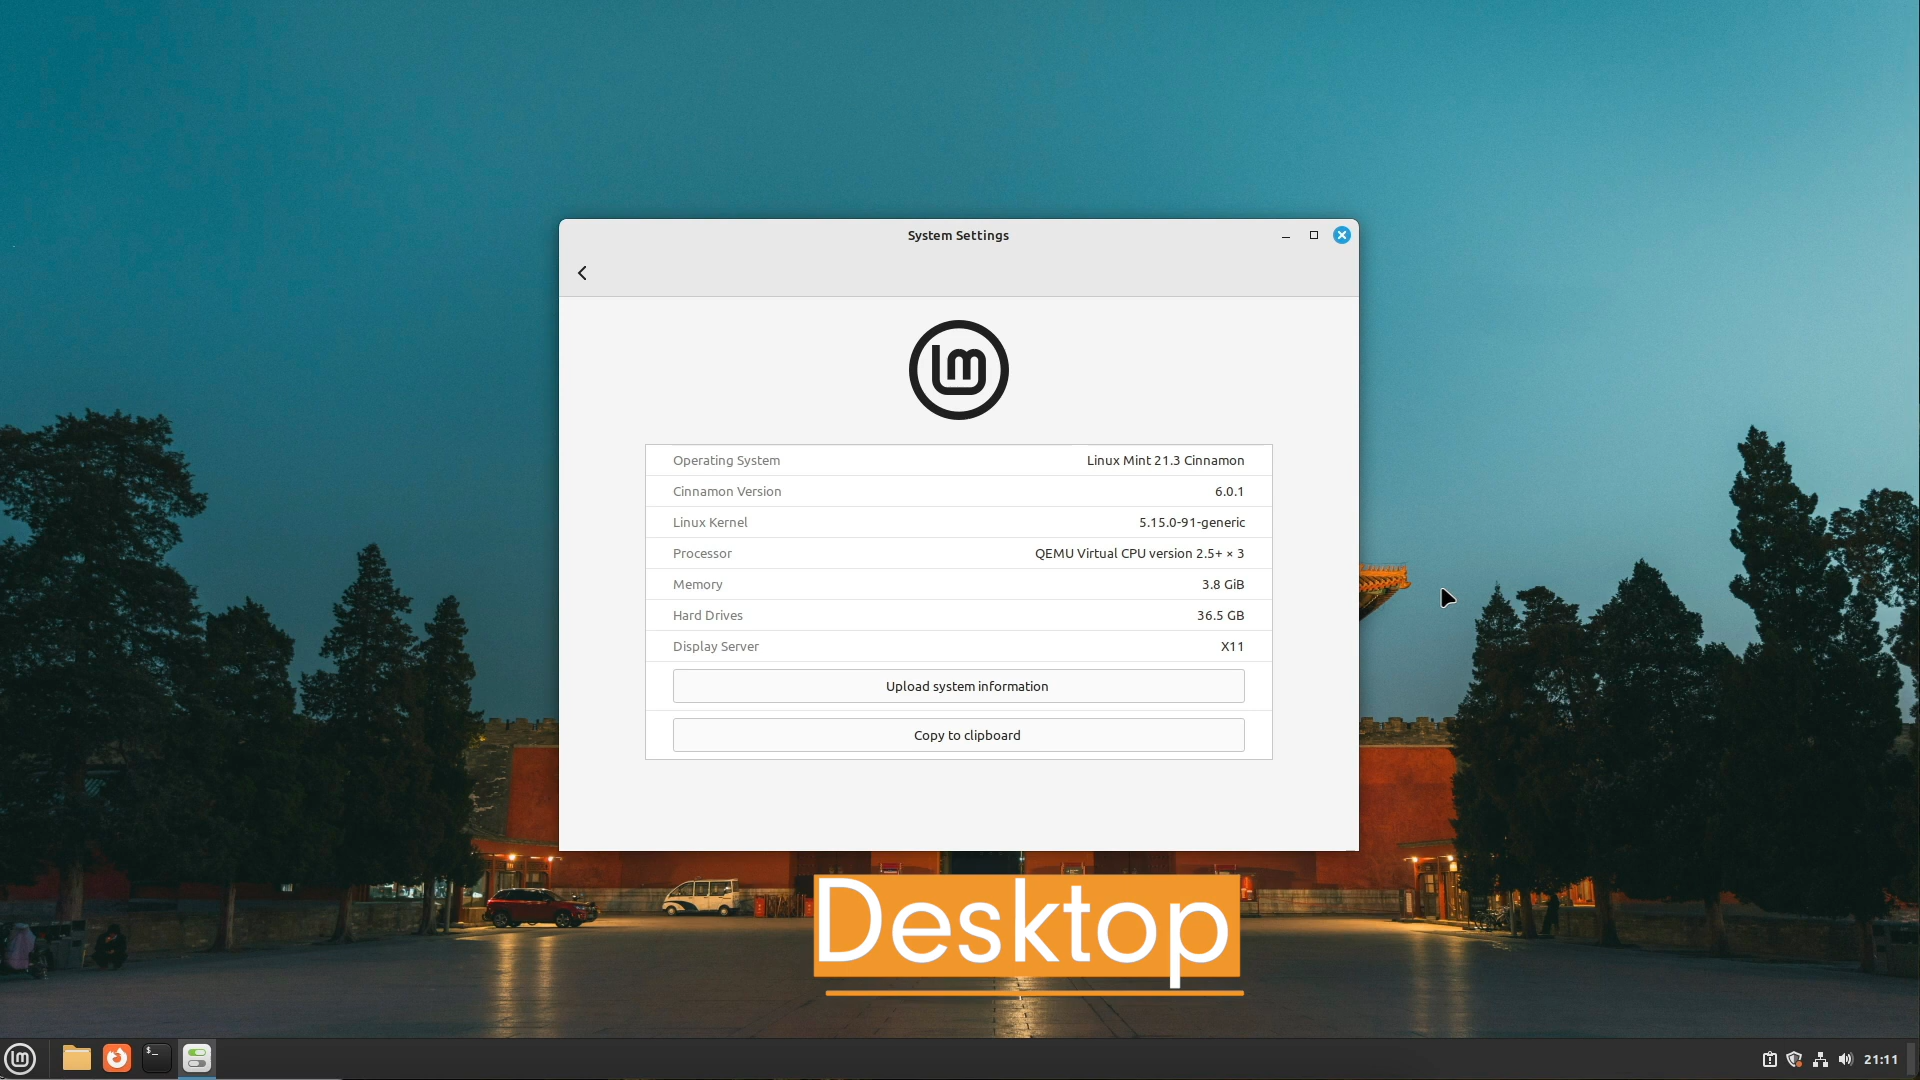 System Settings
lm
Operating System Linux Mint 21.3 Cinnamon
Cinnamon Version 6.0.1
Linux Kernel 5.15.0-91-generic
Processor QEMU Virtual CPU version 2.5+ × 3
Memory 3.8 GiB
Hard Drives 36.5 GB
Display Server X11
Upload system information
Copy to clipboard
Desktop
lm
$_
21:11